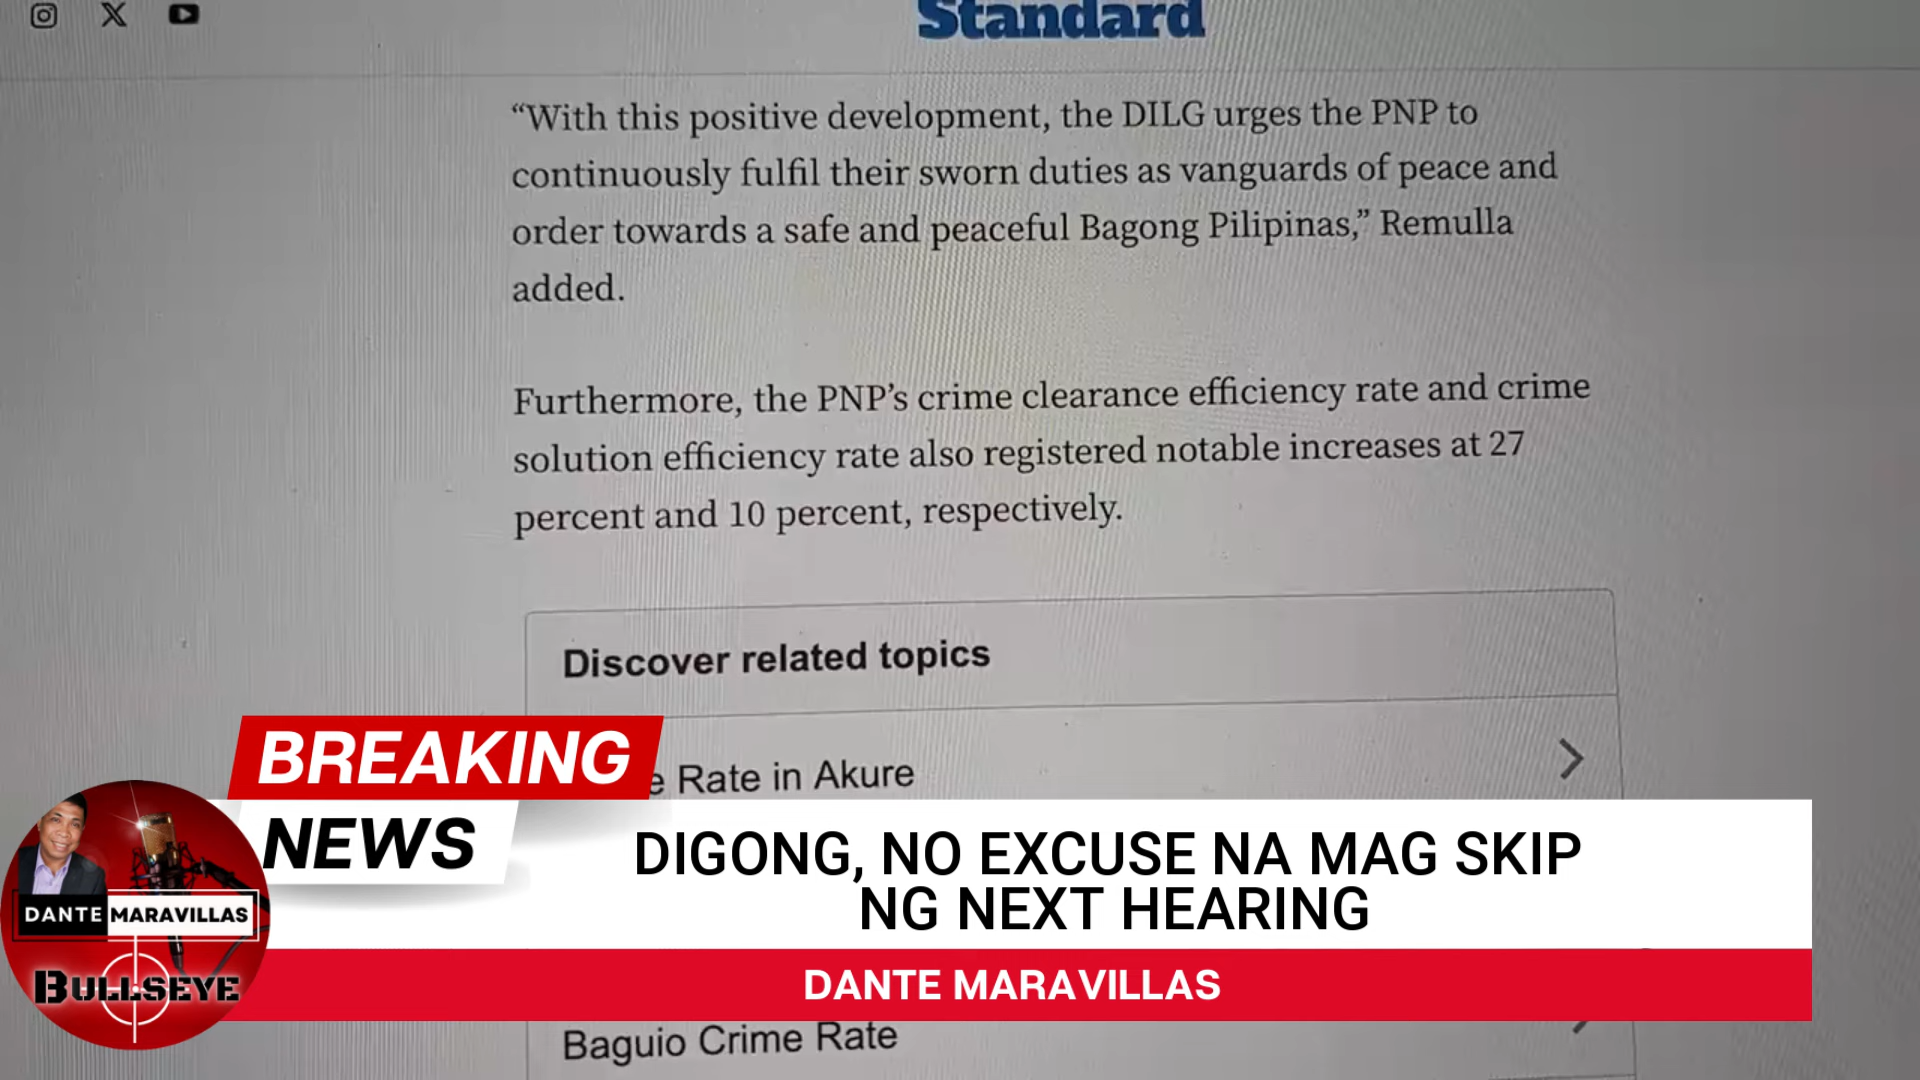 Standard
“With this positive development, the DILG urges the PNP to
continuously fulfil their sworn duties as vanguards of peace and
order towards a safe and peaceful Bagong Pilipinas,” Remulla
added.
Furthermore, the PNP’s crime clearance efficiency rate and crime
solution efficiency rate also registered notable increases at 27
percent and 10 percent, respectively.
Discover related topics
e Rate in Akure
BREAKING
NEWS
DIGONG, NO EXCUSE NA MAG SKIP
NG NEXT HEARING
DANTE MARAVILLAS
DANTE MARAVILLAS
BULLSEYE
Baguio Crime Rate